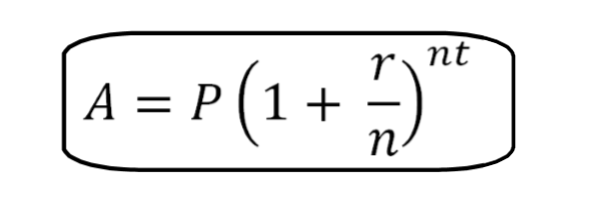 A = P(1 + r/n)^nt